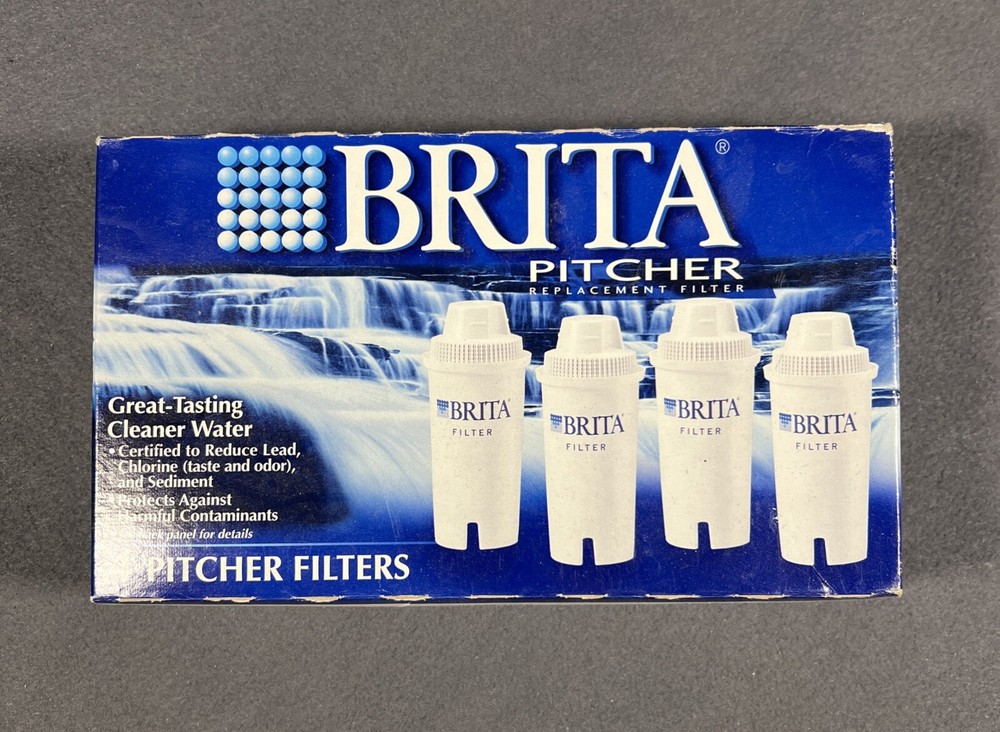 BRITA®
PITCHER
REPLACEMENT FILTER
Great-Tasting
Cleaner Water
• Certified to Reduce Lead,
Chlorine (taste and odor),
and Sediment
Protects Against
Harmful Contaminants
panel for details
PITCHER FILTERS
BRITA
FILTER
BRITA
FILTER
BRITA
FILTER
BRITA
FILTER